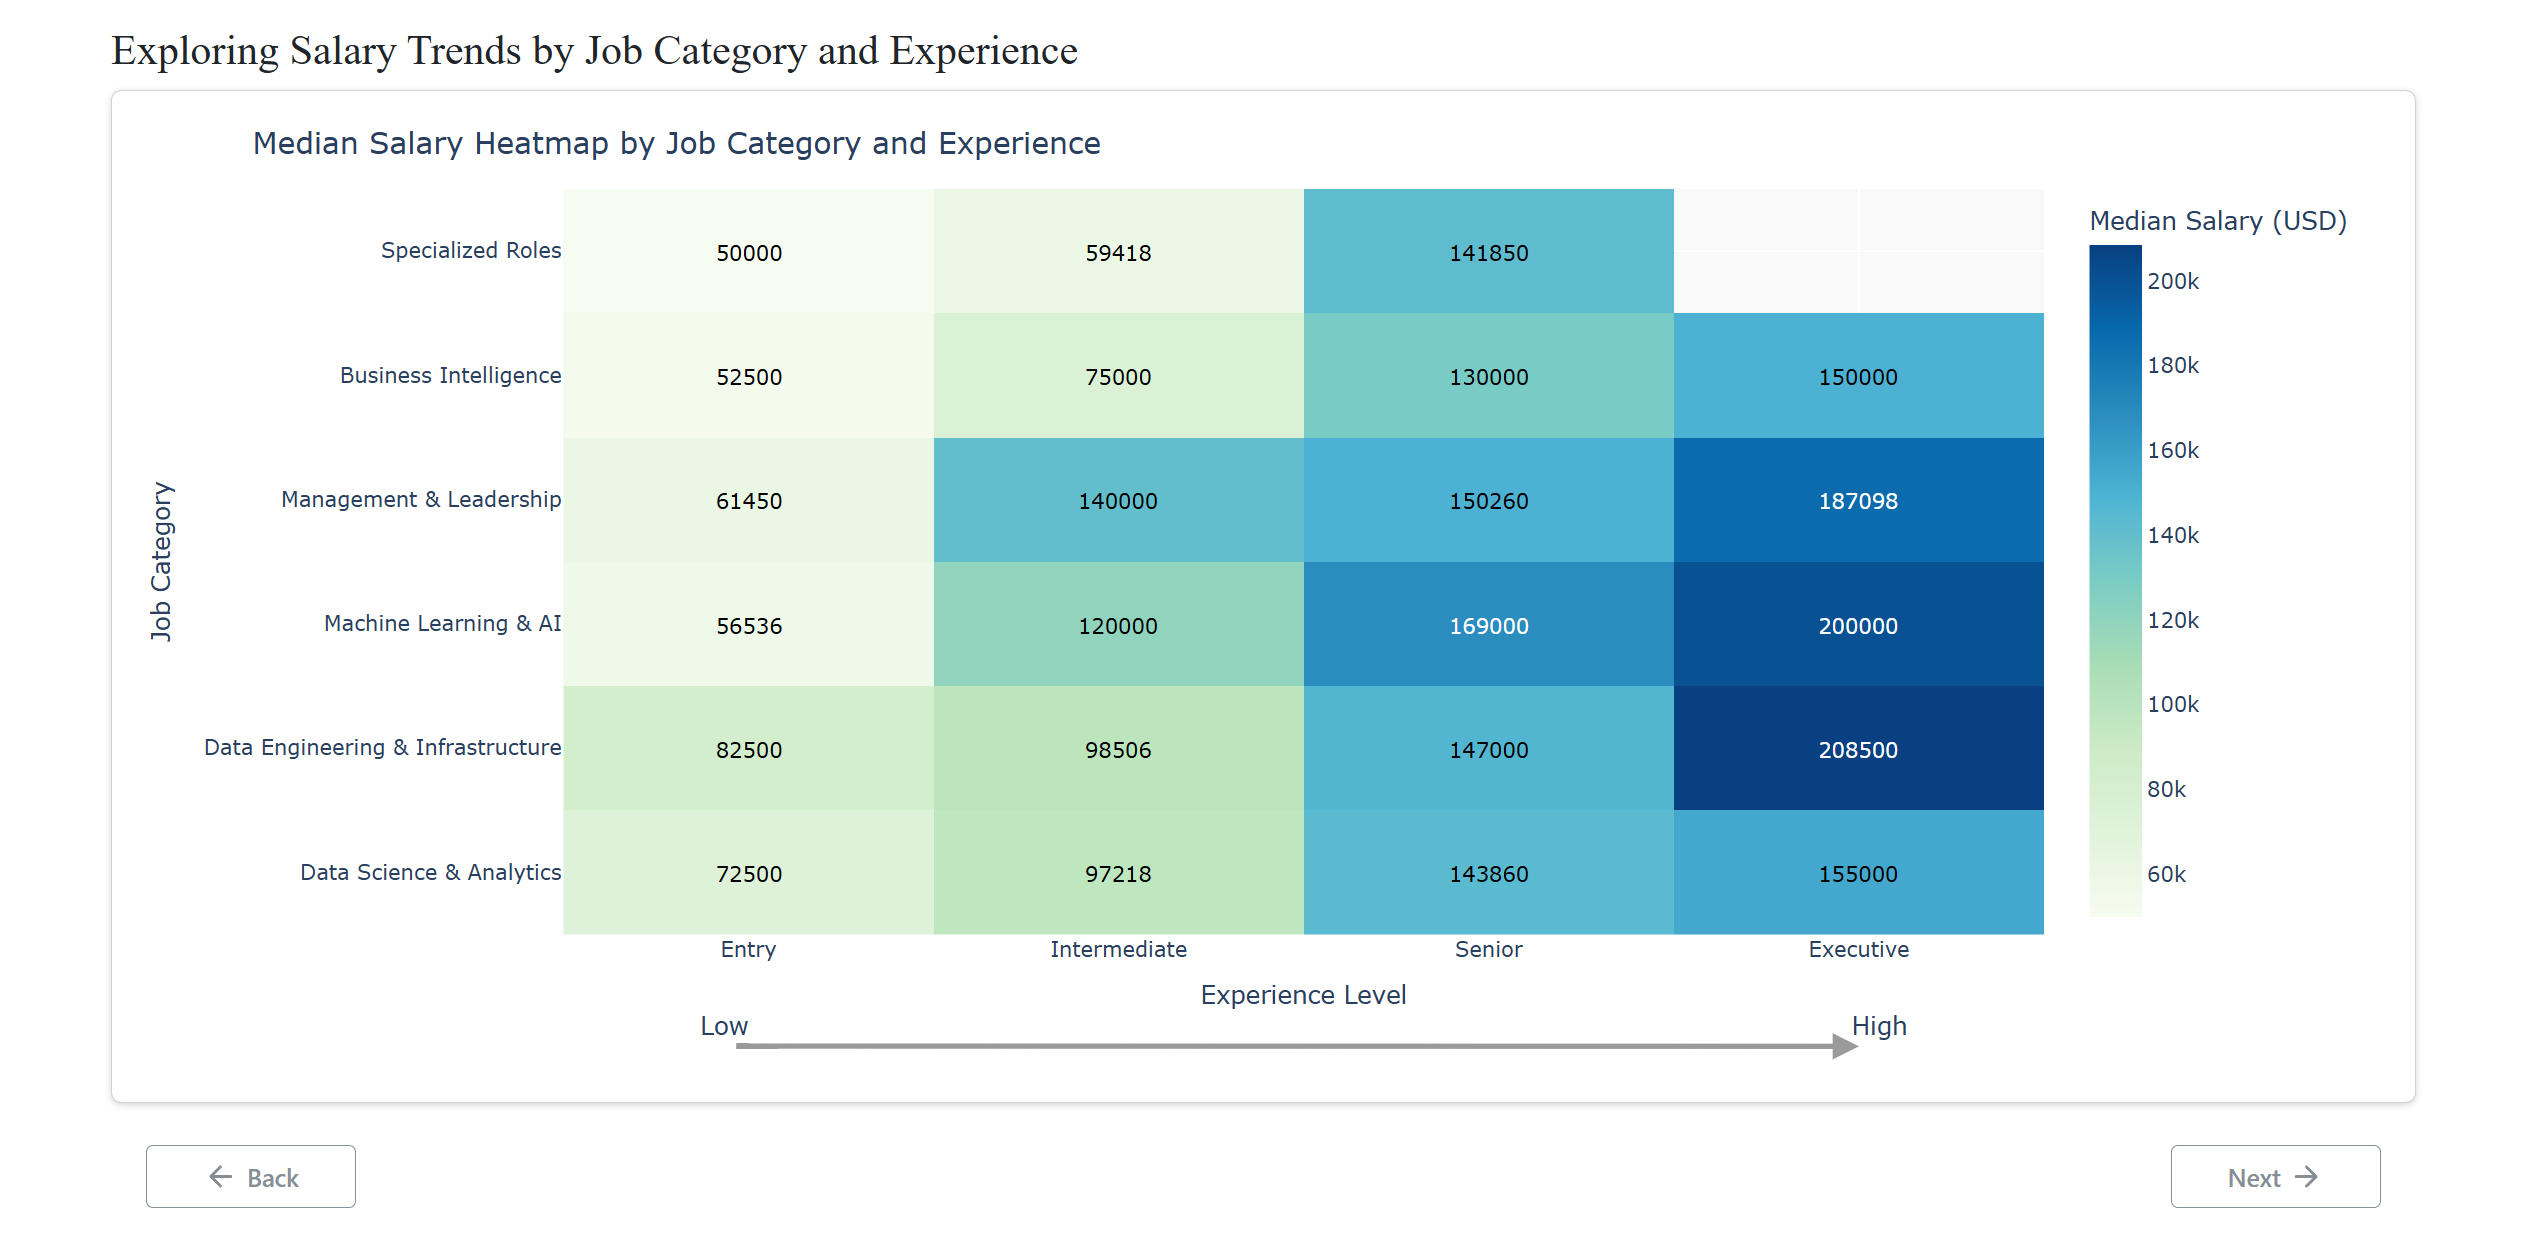 Exploring Salary Trends by Job Category and Experience
Median Salary Heatmap by Job Category and Experience
Job Category
Specialized Roles 50000 59418 141850
Business Intelligence 52500 75000 130000 150000
Management & Leadership 61450 140000 150260 187098
Machine Learning & AI 56536 120000 169000 200000
Data Engineering & Infrastructure 82500 98506 147000 208500
Data Science & Analytics 72500 97218 143860 155000
Entry Intermediate Senior Executive
Experience Level
Low High
Median Salary (USD)
200k
180k
160k
140k
120k
100k
80k
60k
Back
Next